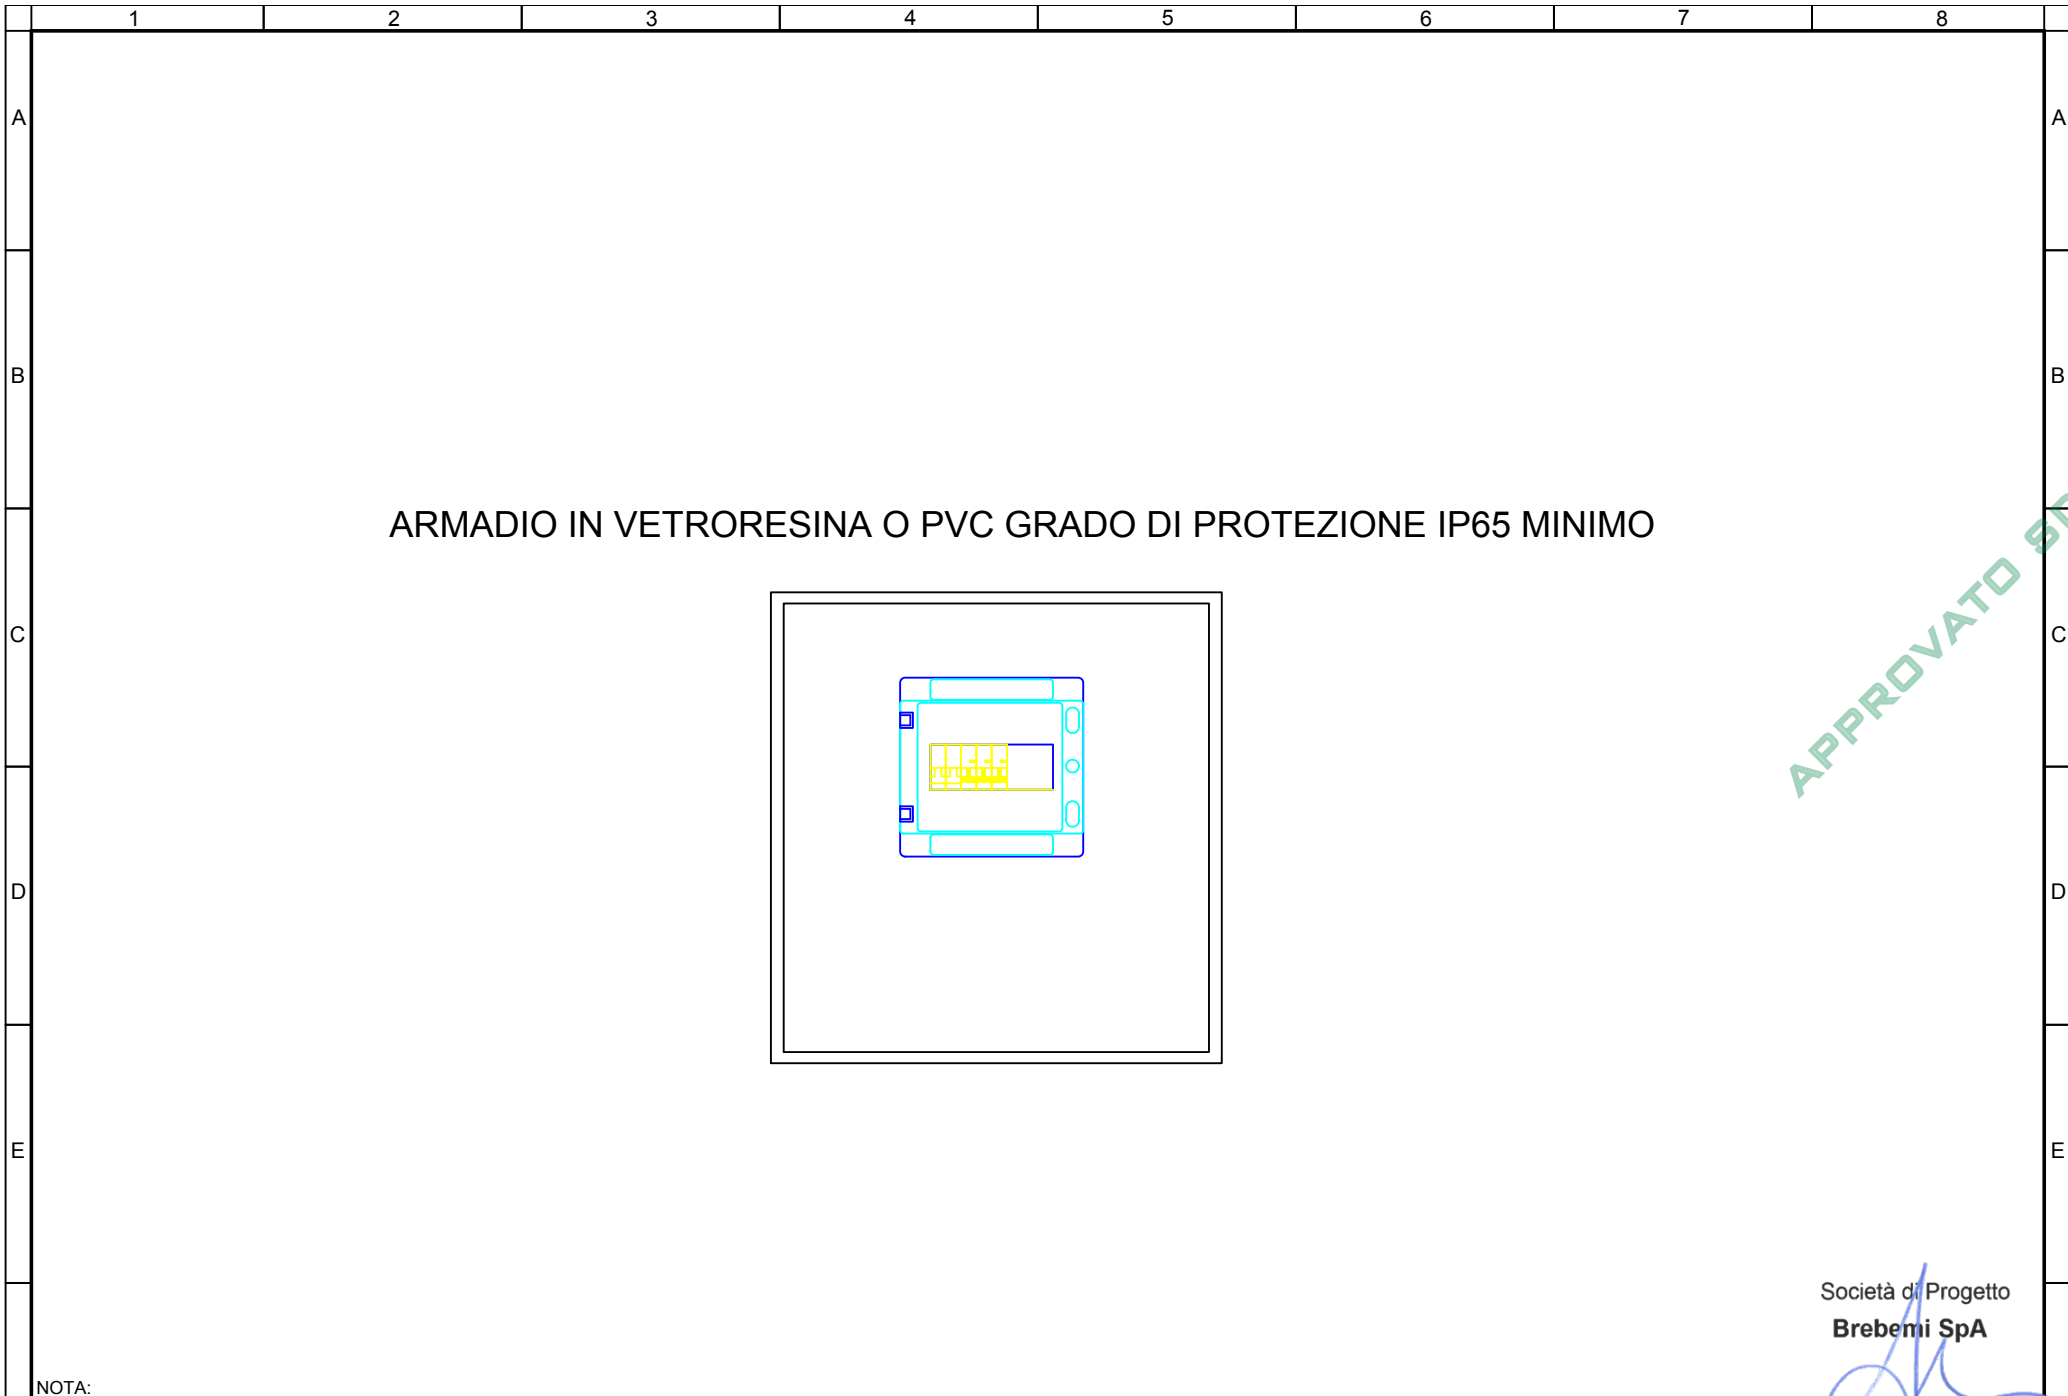 1 2 3 4 5 6 7 8
A A
B B
ARMADIO IN VETRORESINA O PVC GRADO DI PROTEZIONE IP65 MINIMO
APPROVATO
C C
D D
E E
Società di Progetto
Brebemi SpA
NOTA: